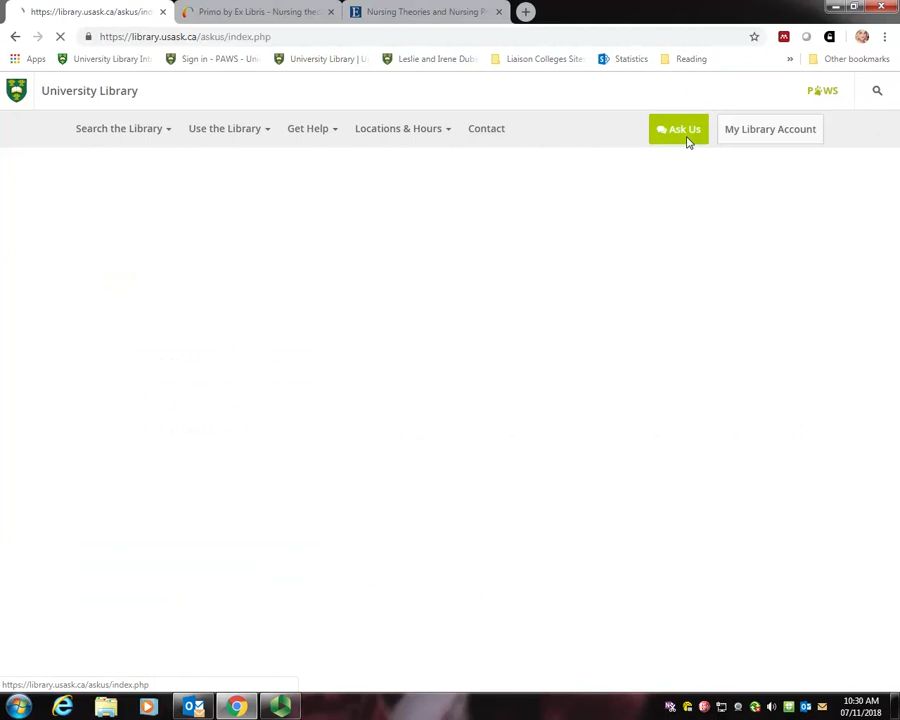 https://library.usask.ca/askus/ind
Primo by Ex Libris - Nursing the
Nursing Theories and Nursing P
https://library.usask.ca/askus/index.php
Apps
University Library Int
Sign in - PAWS - Uni
University Library | U
Leslie and Irene Dub
Liaison Colleges Site
Statistics
Reading
»
Other bookmarks
University Library
PAWS
Search the Library
Use the Library
Get Help
Locations & Hours
Contact
Ask Us
My Library Account
https://library.usask.ca/askus/index.php
10:30 AM
07/11/2018